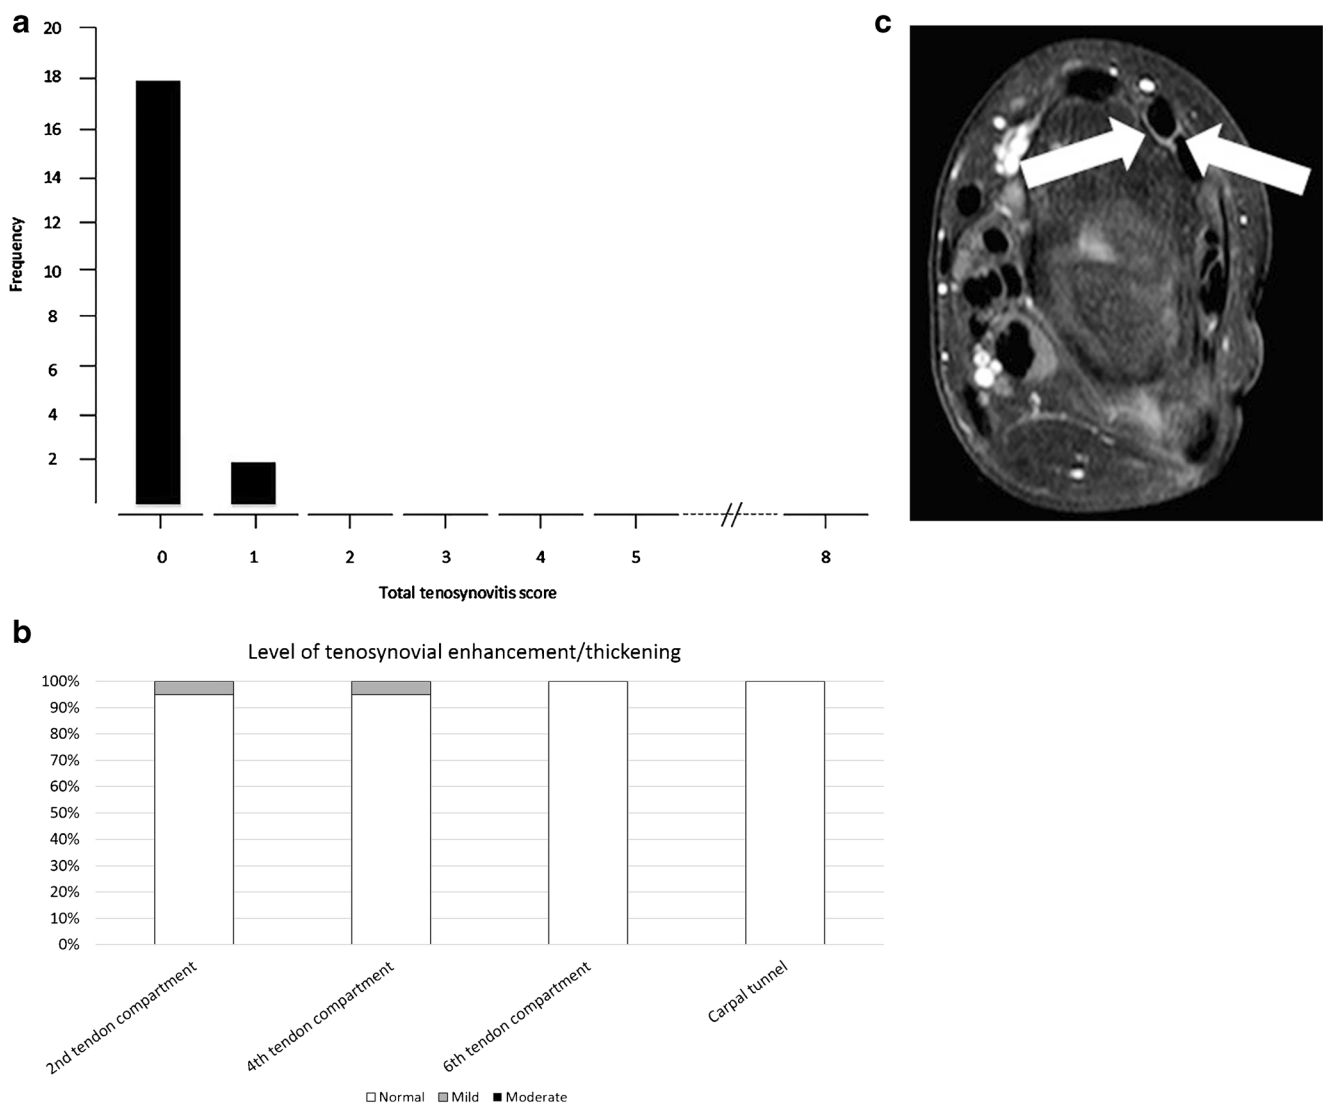 a
20
18
16
14
12
10
8
6
4
2
Frequency
0 1 2 3 4 5 8
Total tenosynovitis score
c
b
Level of tenosynovial enhancement/thickening
100%
90%
80%
70%
60%
50%
40%
30%
20%
10%
0%
2nd tendon compartment
4th tendon compartment
6th tendon compartment
Carpal tunnel
Normal Mild Moderate